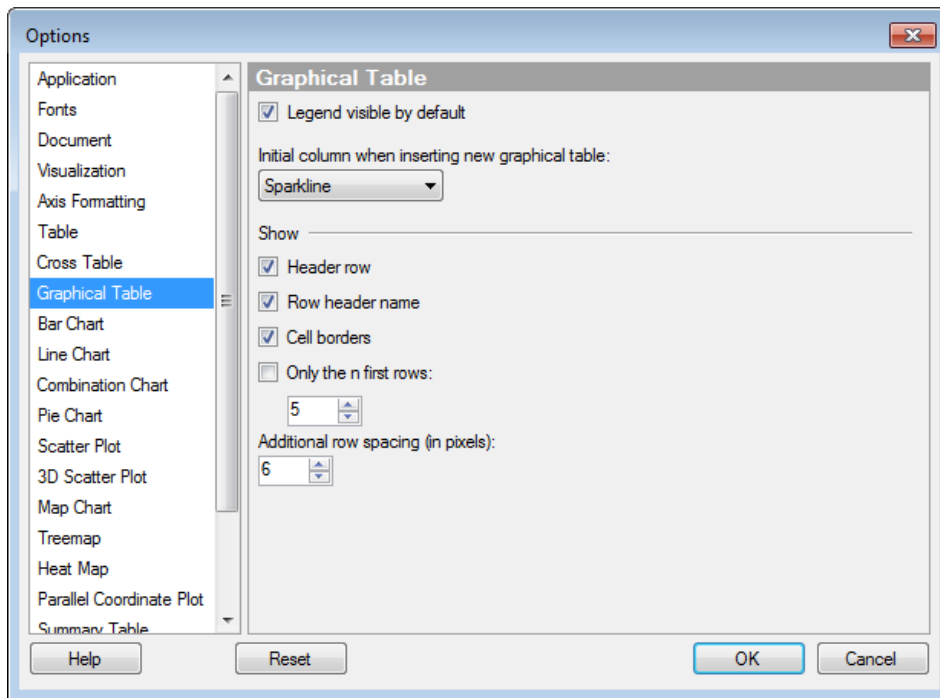 Options
Application
Fonts
Document
Visualization
Axis Formatting
Table
Cross Table
Graphical Table
Bar Chart
Line Chart
Combination Chart
Pie Chart
Scatter Plot
3D Scatter Plot
Map Chart
Treemap
Heat Map
Parallel Coordinate Plot
Summary Table
Graphical Table
Legend visible by default
Initial column when inserting new graphical table:
Sparkline
Show
Header row
Row header name
Cell borders
Only the n first rows:
5
Additional row spacing (in pixels):
6
Help
Reset
OK
Cancel